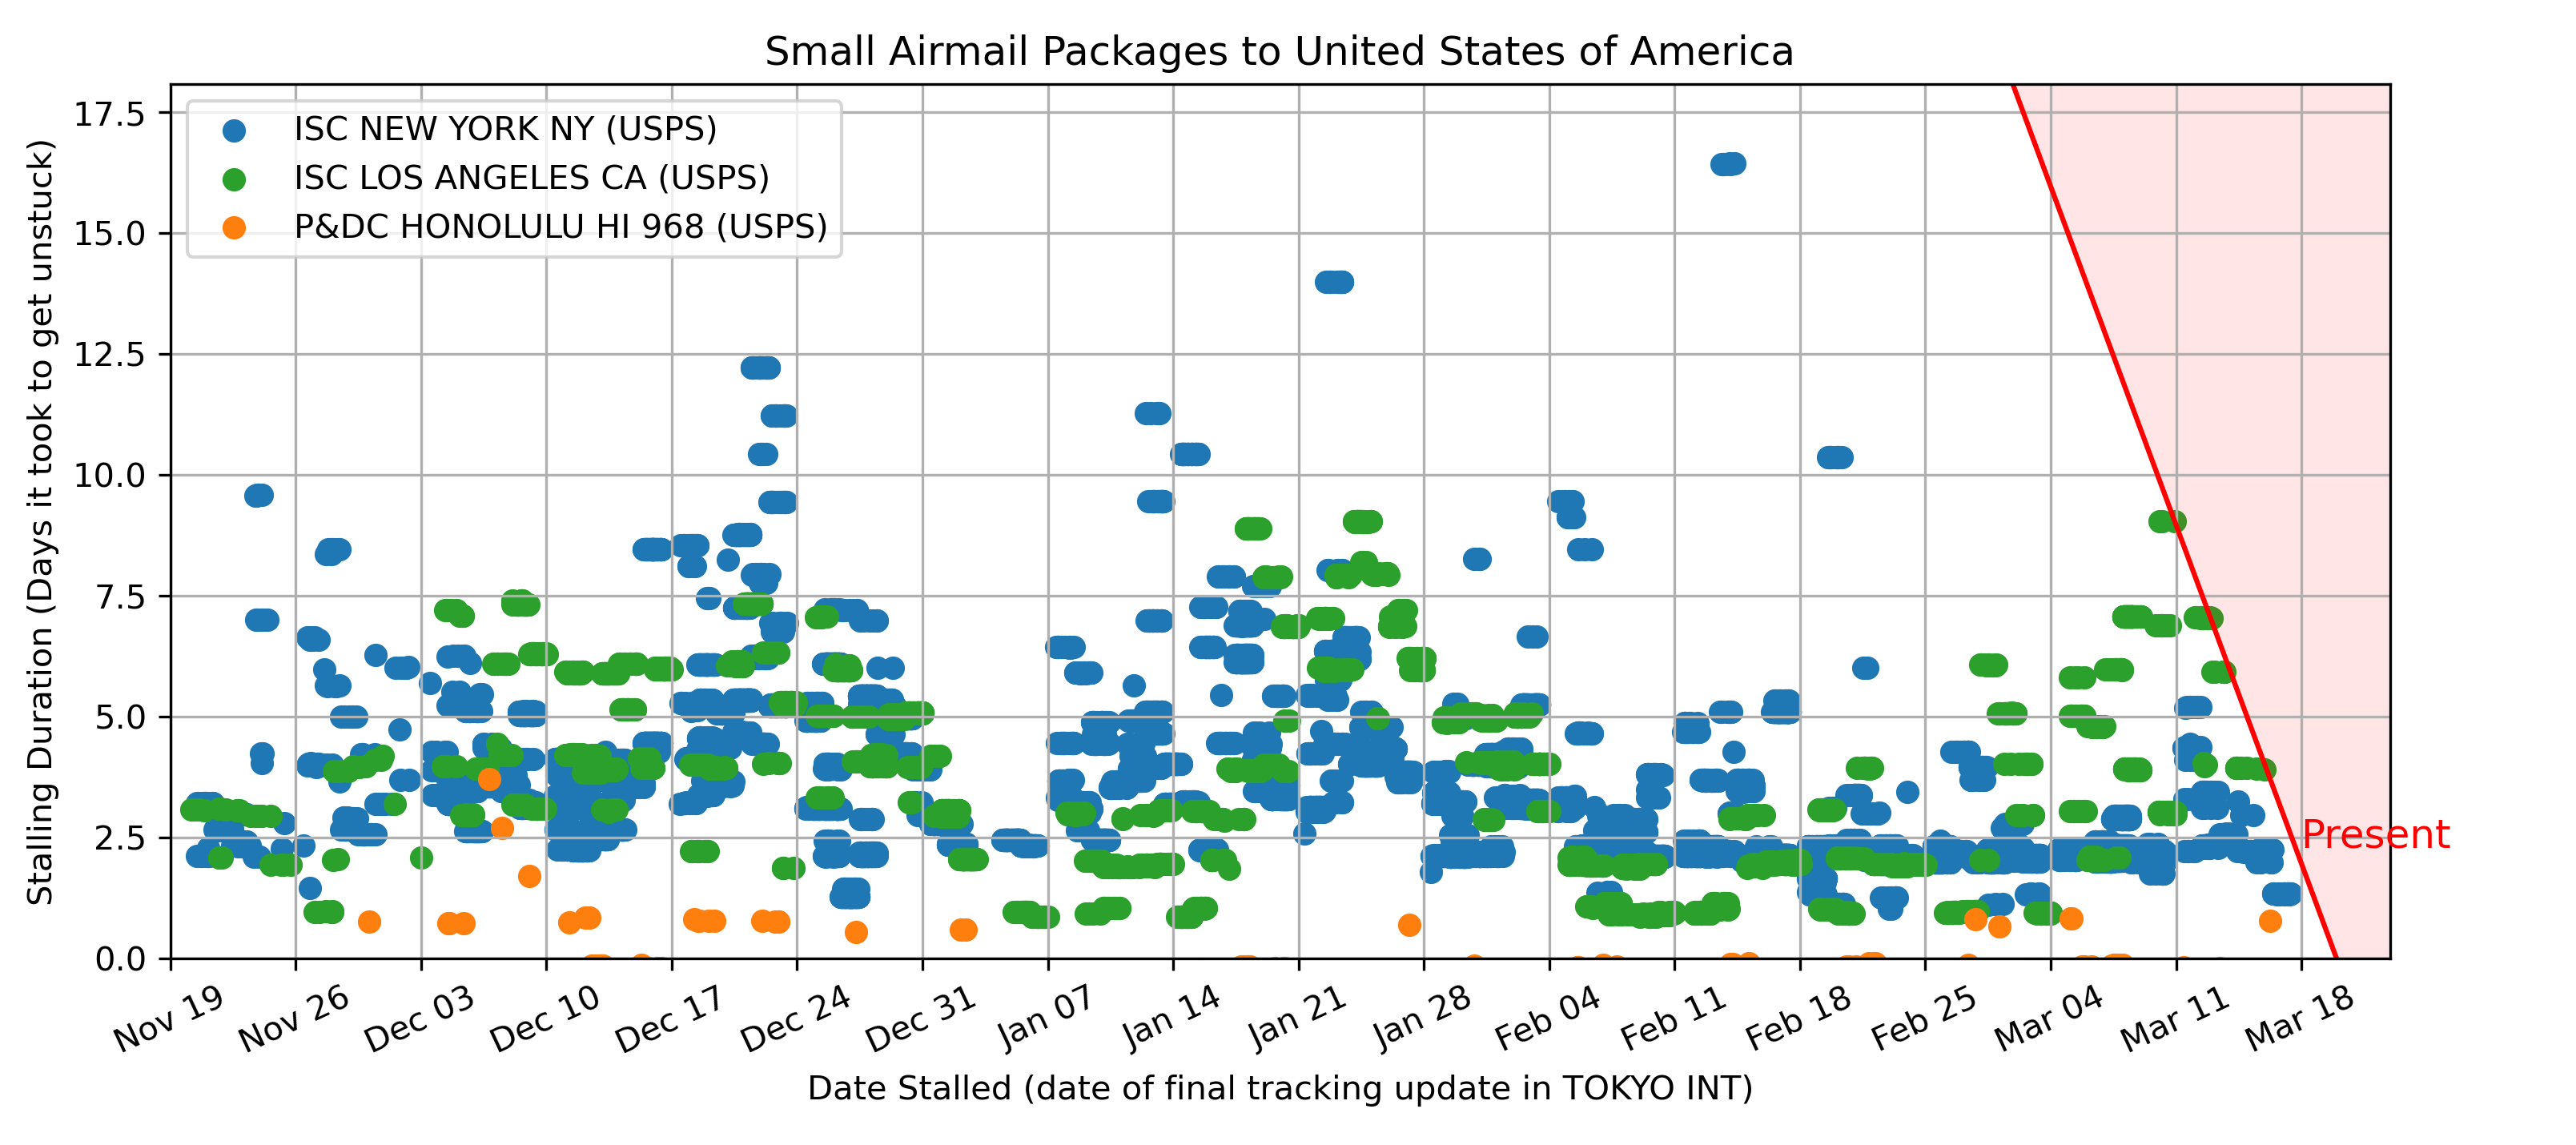 Small Airmail Packages to United States of America
ISC NEW YORK NY (USPS)
ISC LOS ANGELES CA (USPS)
P&DC HONOLULU HI 968 (USPS)
Stalling Duration (Days it took to get unstuck)
17.5
15.0
12.5
10.0
7.5
5.0
2.5
0.0
Present
Nov 19
Nov 26
Dec 03
Dec 10
Dec 17
Dec 24
Dec 31
Jan 07
Jan 14
Jan 21
Jan 28
Feb 04
Feb 11
Feb 18
Feb 25
Mar 04
Mar 11
Mar 18
Date Stalled (date of final tracking update in TOKYO INT)